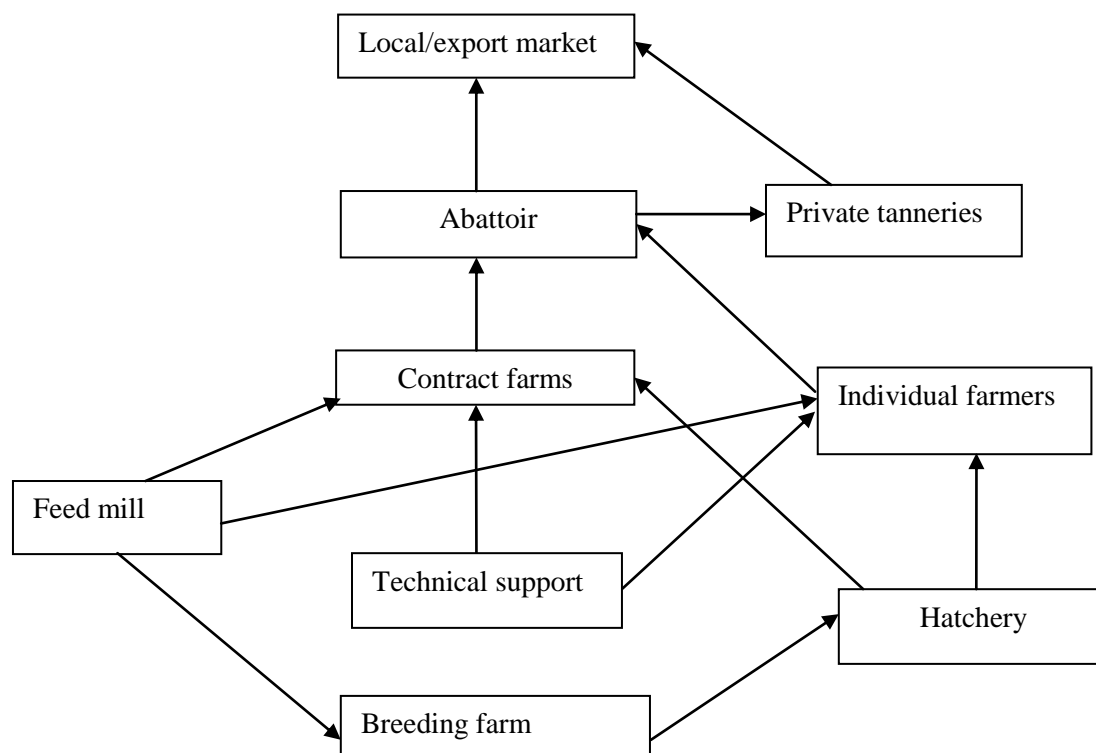 Local/export market
Abattoir
Private tanneries
Contract farms
Individual farmers
Feed mill
Technical support
Hatchery
Breeding farm